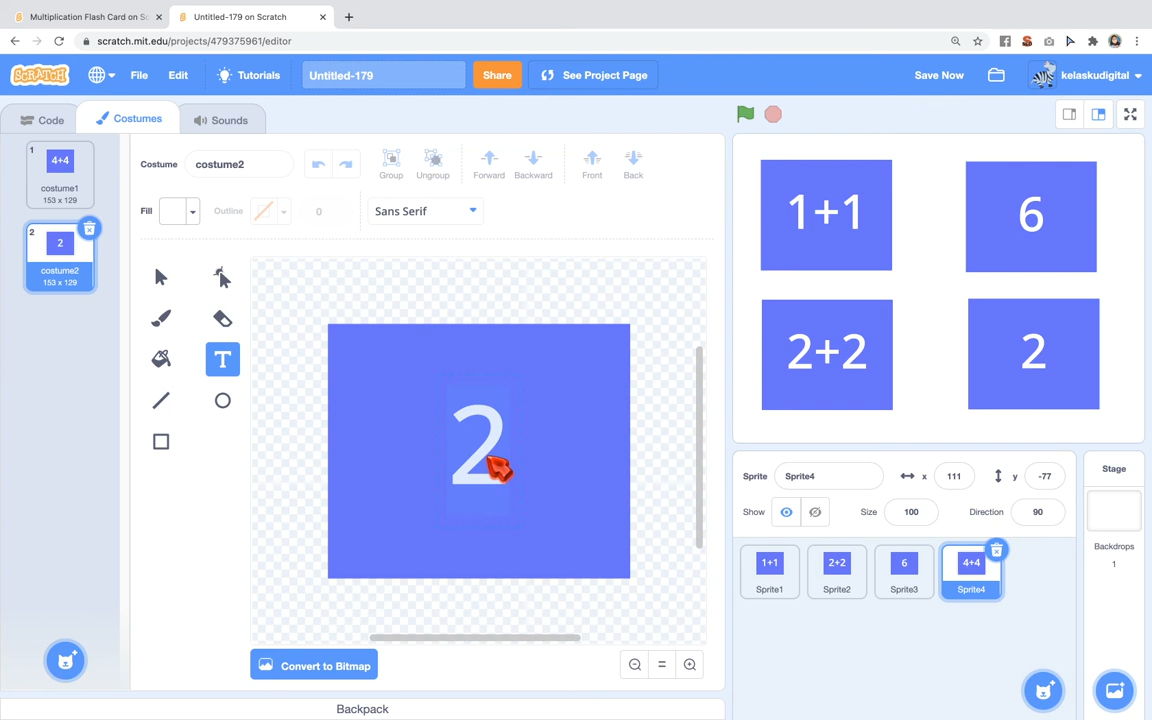 Multiplication Flash Card on Sc
Untitled-179 on Scratch
scratch.mit.edu/projects/479375961/editor
SCRATCH
File
Edit
Tutorials
Untitled-179
Share
See Project Page
Save Now
kelaskudigital
Code
Costumes
Sounds
1
4+4
costume1
153 x 129
2
2
costume2
153 x 129
Costume
costume2
Group
Ungroup
Forward
Backward
Front
Back
Fill
Outline
0
Sans Serif
T
2
Convert to Bitmap
Backpack
1+1
6
2+2
2
Sprite
Sprite4
x
111
y
-77
Show
Size
100
Direction
90
1+1
Sprite1
2+2
Sprite2
6
Sprite3
4+4
Sprite4
Stage
Backdrops
1